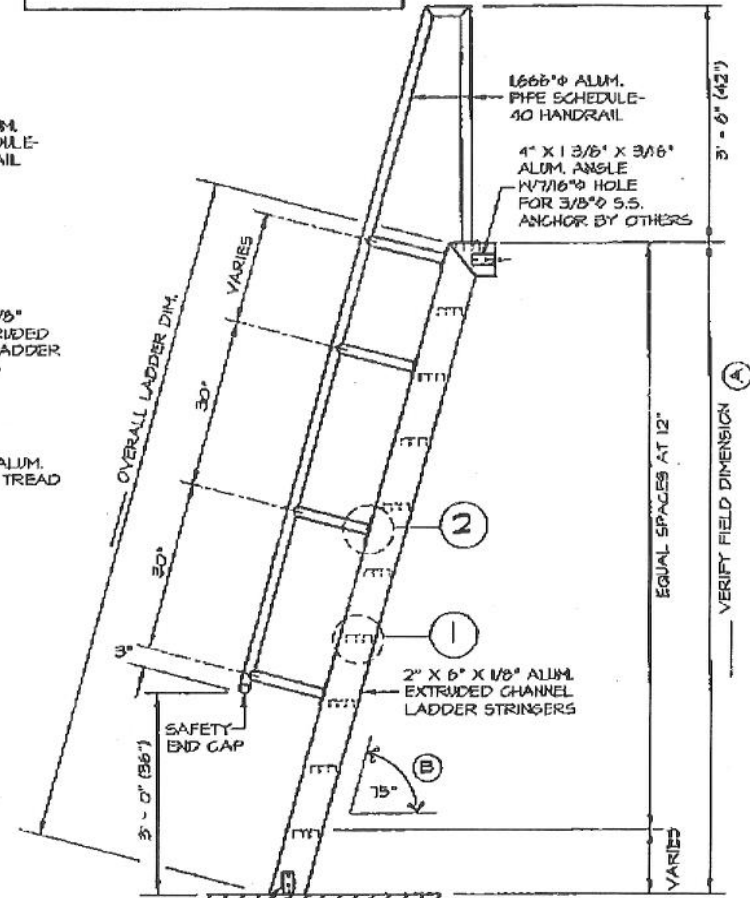 1.666"Φ ALUM.
PIPE SCHEDULE-
40 HANDRAIL
4" X 1 3/8" X 3/16"
ALUM. ANGLE
W/7/16"Φ HOLE
FOR 3/8"Φ S.S.
ANCHOR BY OTHERS
3' - 6" (42")
VARIES
OVERALL LADDER DIM.
30"
30"
3"
2
1
2" X 6" X 1/8" ALUM.
EXTRUDED CHANNEL
LADDER STRINGERS
SAFETY
END CAP
3' - 0" (36")
B
75°
EQUAL SPACES AT 12"
VARIES
VERIFY FIELD DIMENSION
A
LADDER
ALUM.
TREAD